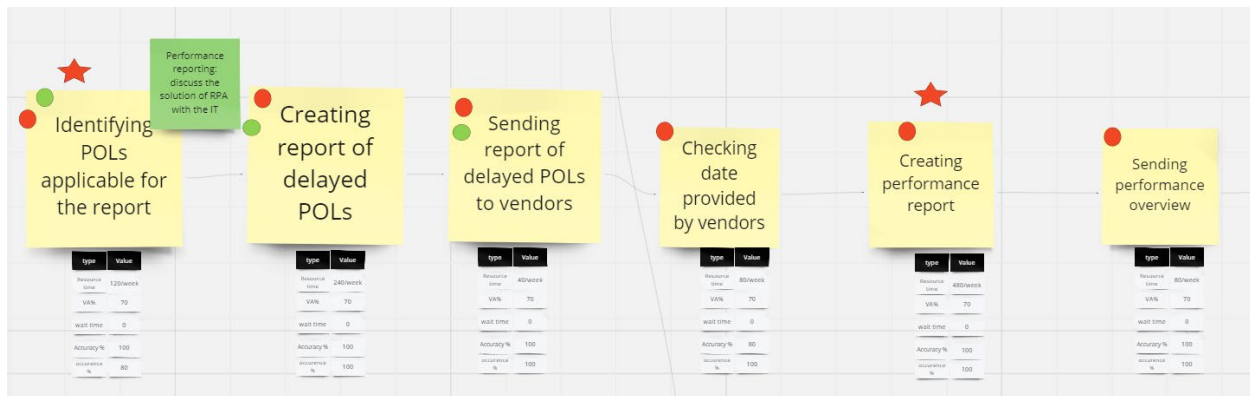 Performance
reporting:
discuss the
solution of RPA
with the IT
Identifying
POLs
applicable for
the report
Creating
report of
delayed
POLs
Sending
report of
delayed POLs
to vendors
Checking
date
provided
by vendors
Creating
performance
report
Sending
performance
overview
type Value
Resource time 120/week
VA% 70
wait time 0
Accuracy % 100
occurence % 80
type Value
Resource time 240/week
VA% 70
wait time 0
Accuracy % 100
occurence % 100
type Value
Resource time 40/week
VA% 70
wait time 0
Accuracy % 100
occurence % 100
type Value
Resource time 80/week
VA% 70
wait time 0
Accuracy % 80
occurence % 100
type Value
Resource time 480/week
VA% 70
wait time 0
Accuracy % 100
occurence % 100
type Value
Resource time 80/week
VA% 70
wait time 0
Accuracy % 100
occurence % 100